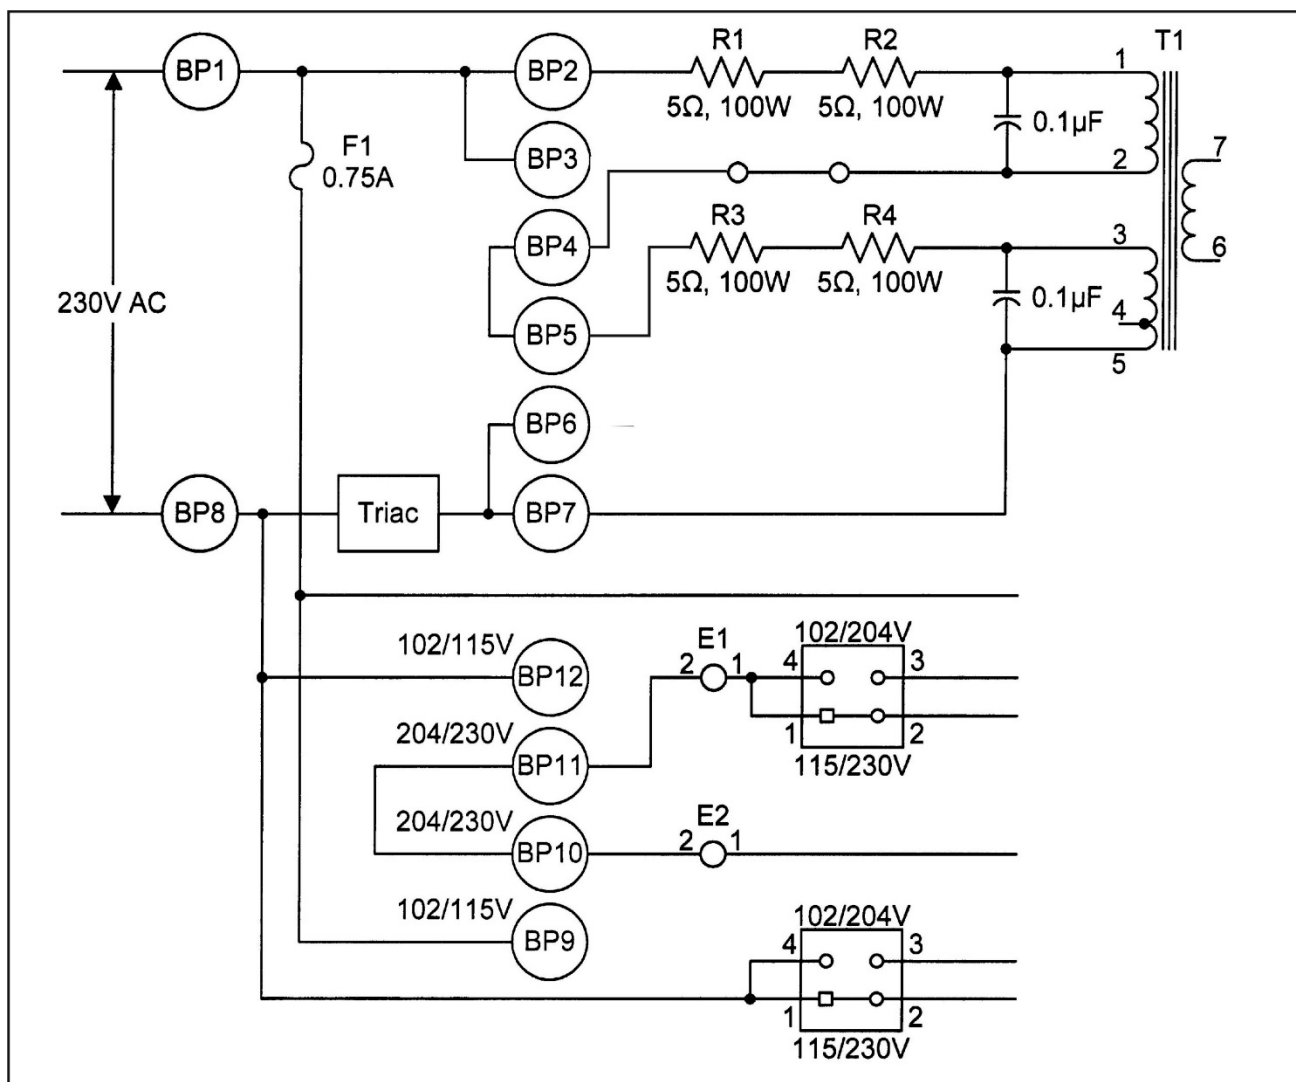 R1 R2 T1
BP1 BP2 1
5Ω, 100W 5Ω, 100W 0.1µF
F1
0.75A
BP3 2 7
R3 R4
BP4 3 6
5Ω, 100W 5Ω, 100W
230V AC 0.1µF
4
BP5
5
BP6
BP8 Triac BP7
102/115V E1 102/204V
BP12 2 1 4 3
204/230V
BP11 1 2
115/230V
204/230V E2
BP10 2 1
102/115V 102/204V
BP9 4 3
1 2
115/230V